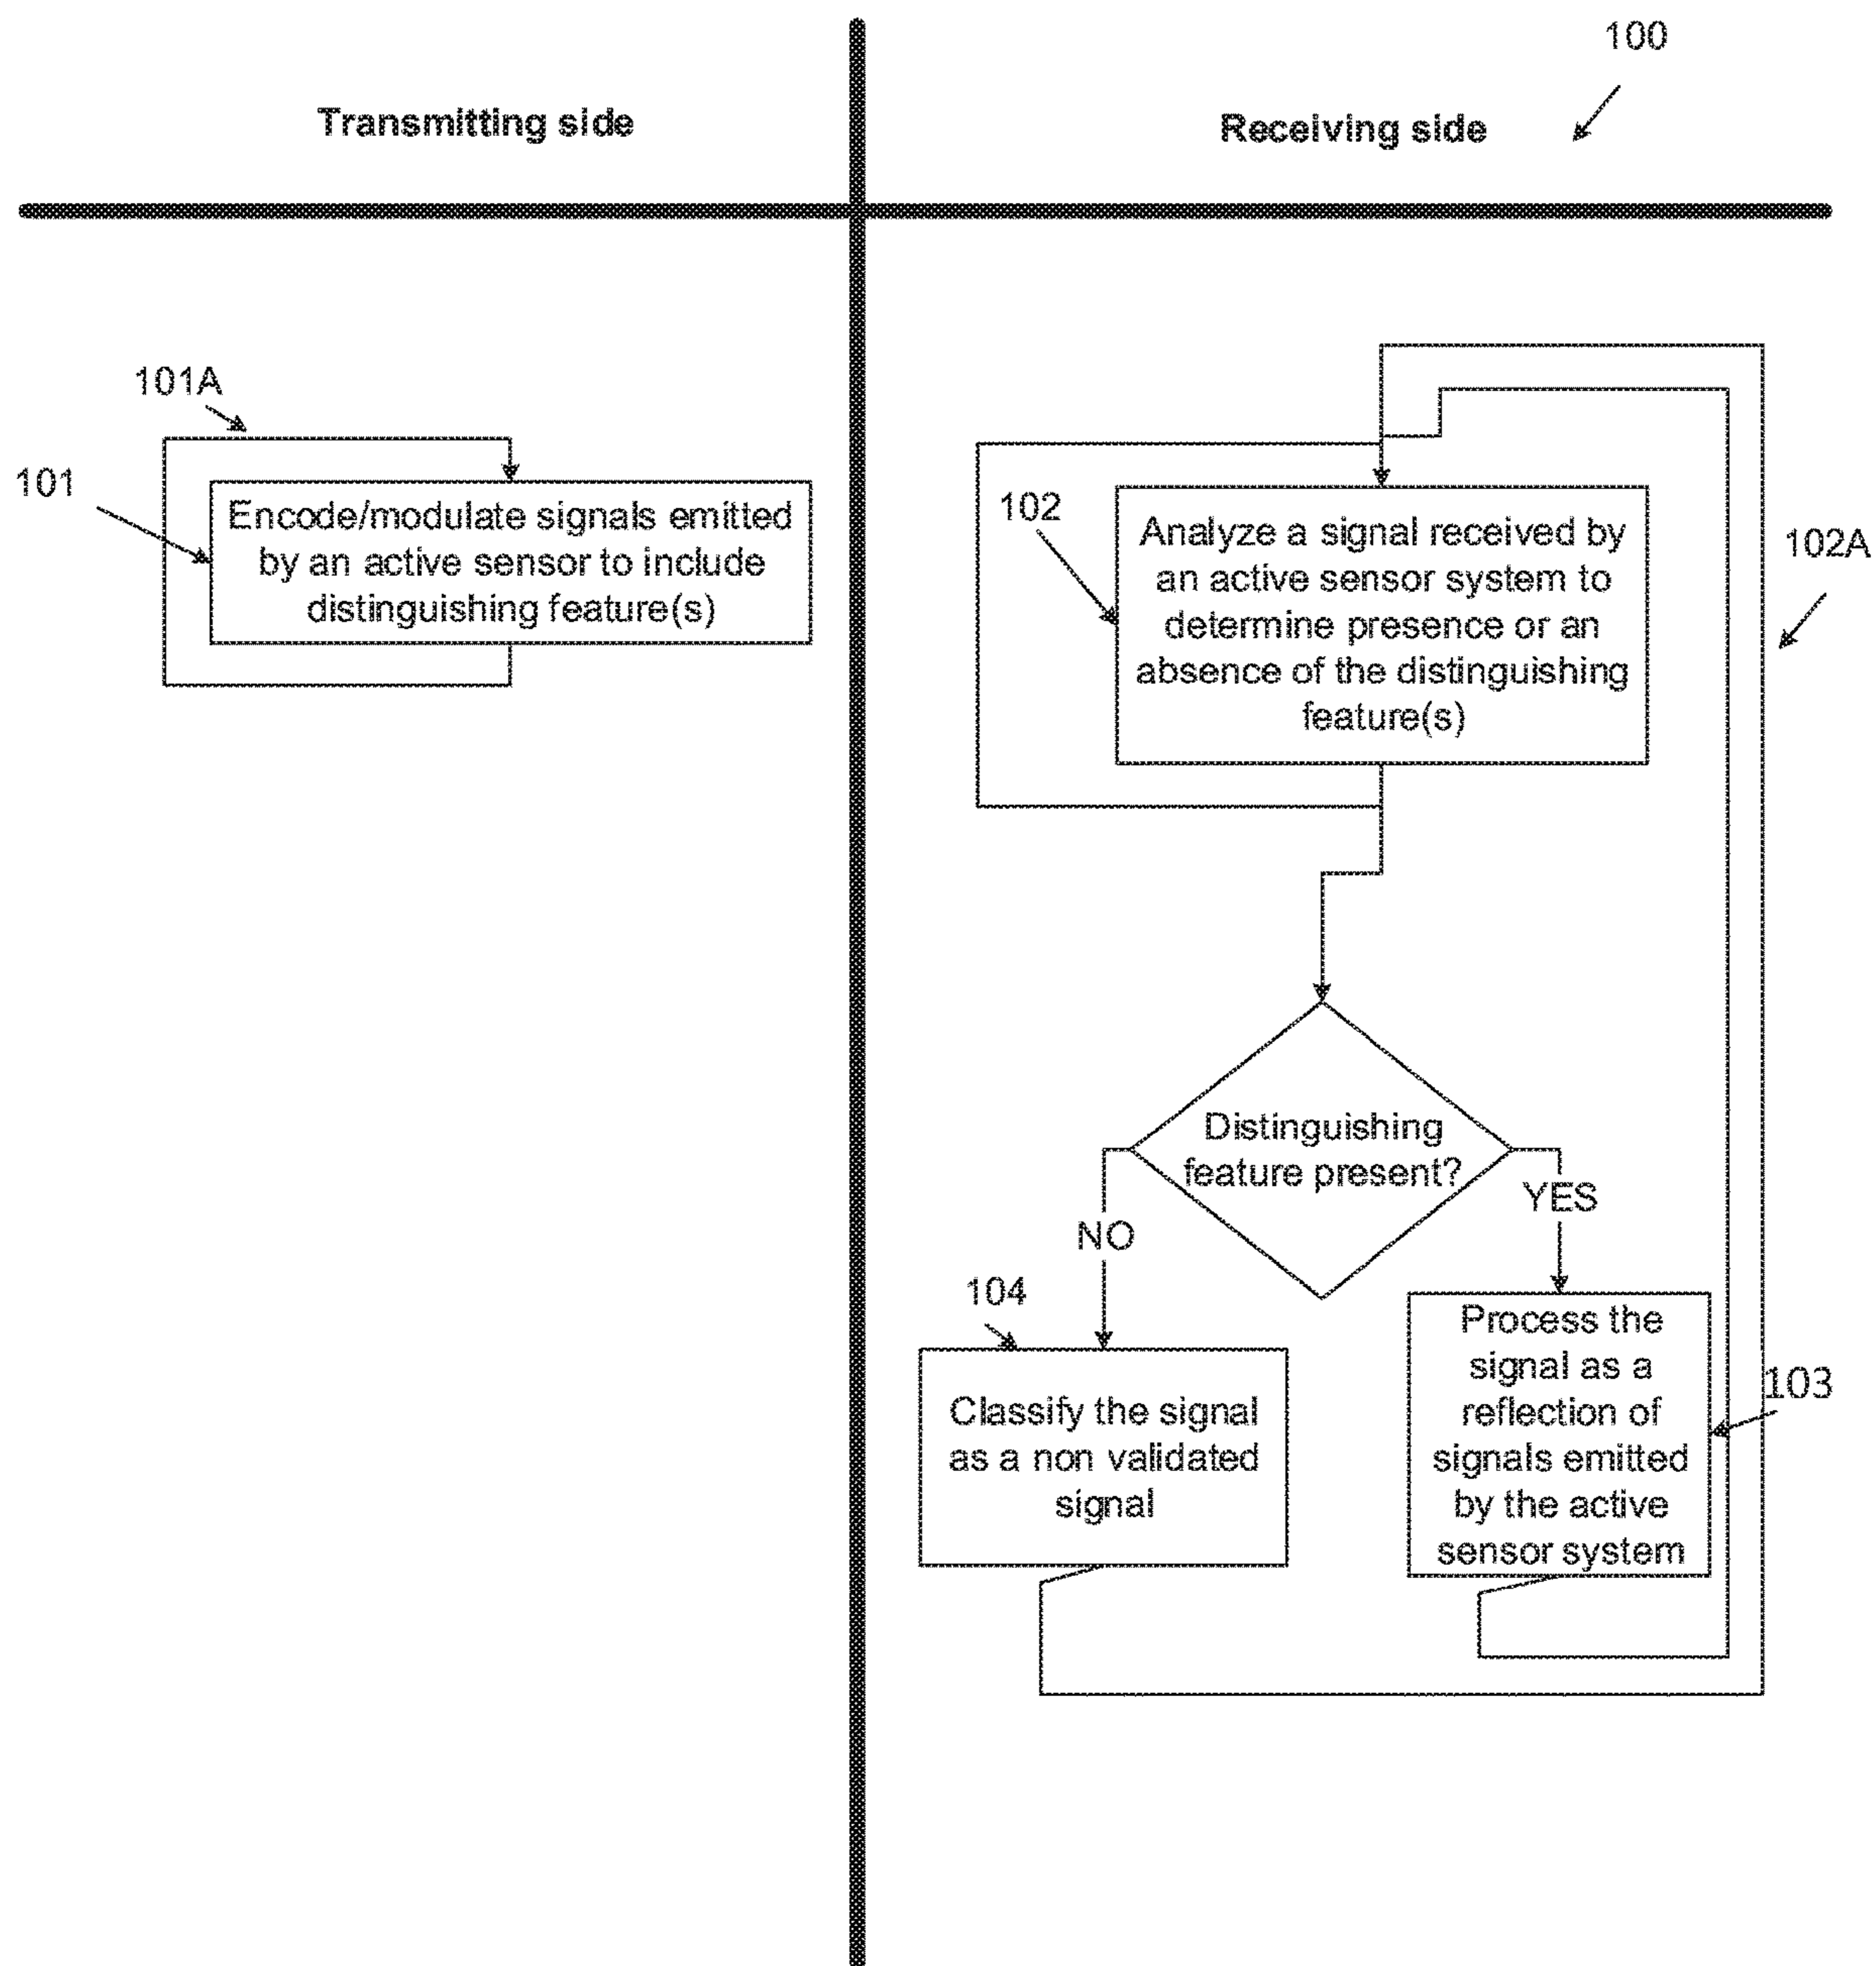 100
Transmitting side
Receiving side
101A
101
Encode/modulate signals emitted
by an active sensor to include
distinguishing feature(s)
102
Analyze a signal received by
an active sensor system to
determine presence or an
absence of the distinguishing
feature(s)
102A
Distinguishing
feature present?
YES
NO
104
Classify the signal
as a non validated
signal
Process the
signal as a
reflection of
signals emitted
by the active
sensor system
103